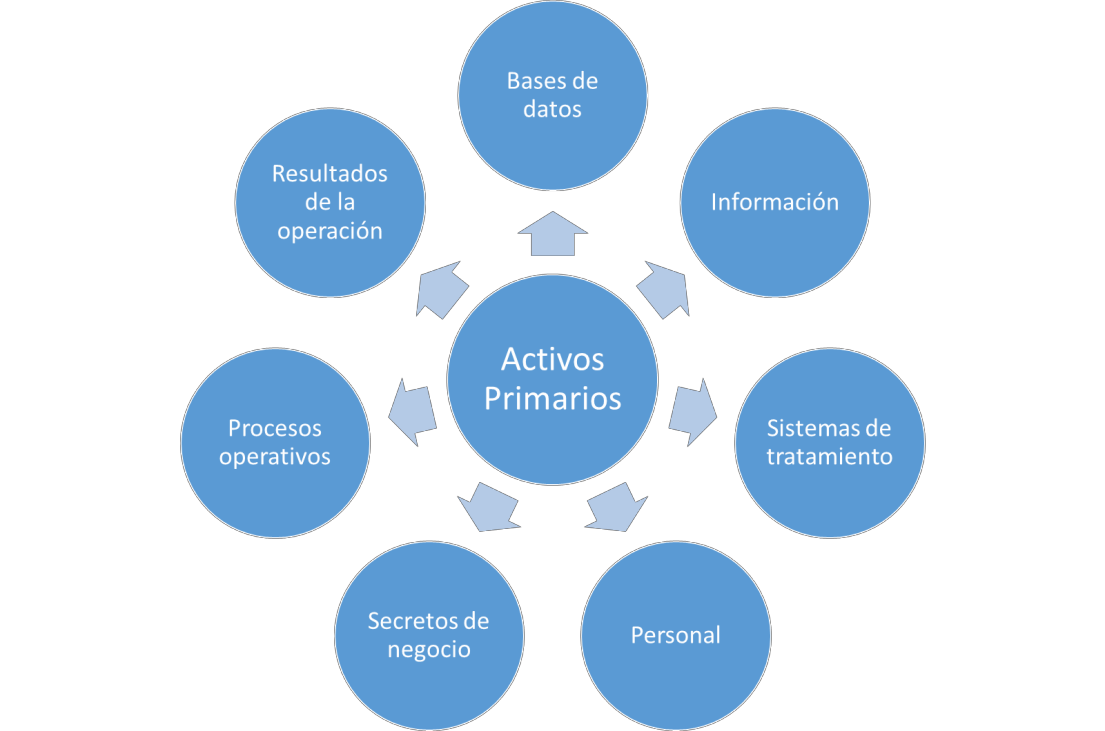 Bases de
datos
Información
Sistemas de
tratamiento
Personal
Secretos de
negocio
Procesos
operativos
Resultados
de la
operación
Activos
Primarios